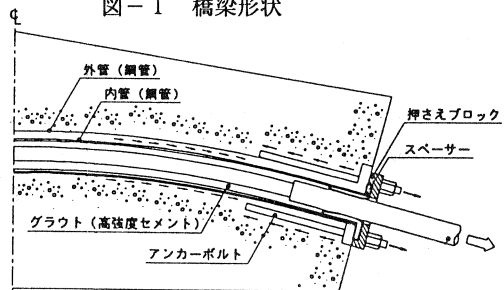 図－1 橋梁形状
℄
外管（鋼管）
内管（鋼管）
押さえブロック
スペーサー
グラウト（高強度セメント）
アンカーボルト